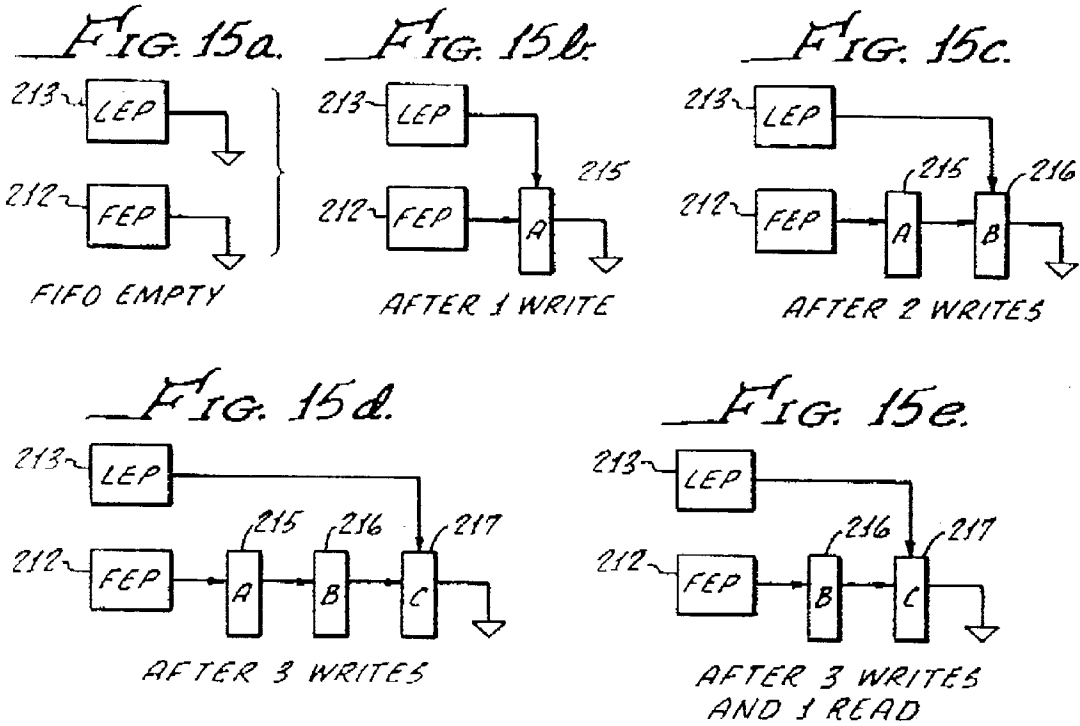 FIG. 15a.
213 LEP
212 FEP
FIFO EMPTY
FIG. 15b.
213 LEP
215
212 FEP A
AFTER 1 WRITE
FIG. 15c.
213 LEP
215 216
212 FEP A B
AFTER 2 WRITES
FIG. 15d.
213 LEP
215 216 217
212 FEP A B C
AFTER 3 WRITES
FIG. 15e.
213 LEP
216 217
212 FEP B C
AFTER 3 WRITES
AND 1 READ